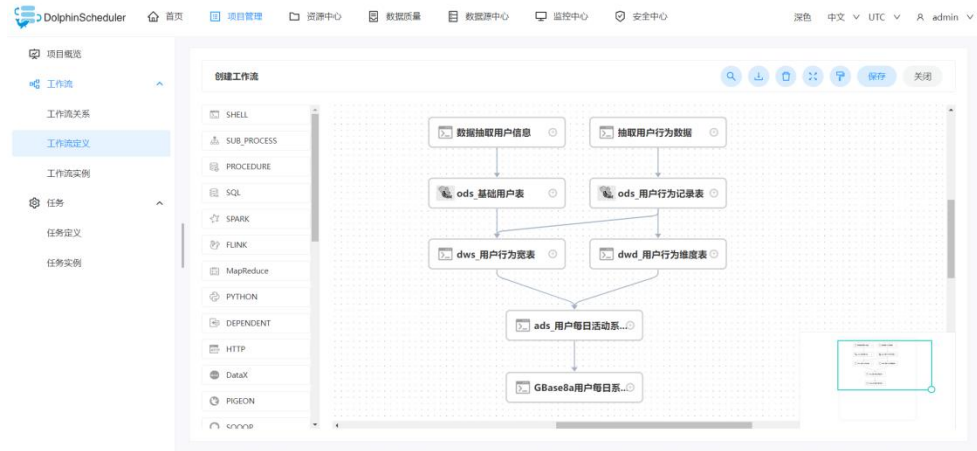 DolphinScheduler 首页 项目管理 资源中心 数据质量 数据源中心 监控中心 安全中心 深色 中文 UTC admin
项目概览
工作流
工作流关系
工作流定义
工作流实例
任务
任务定义
任务实例
创建工作流 保存 关闭
SHELL
SUB_PROCESS
PROCEDURE
SQL
SPARK
FLINK
MapReduce
PYTHON
DEPENDENT
HTTP
DataX
PIGEON
SQOOP
数据抽取用户信息 抽取用户行为数据
ods_基础用户表 ods_用户行为记录表
dws_用户行为宽表 dwd_用户行为维度表
ads_用户每日活动系...
GBase8a用户每日系...